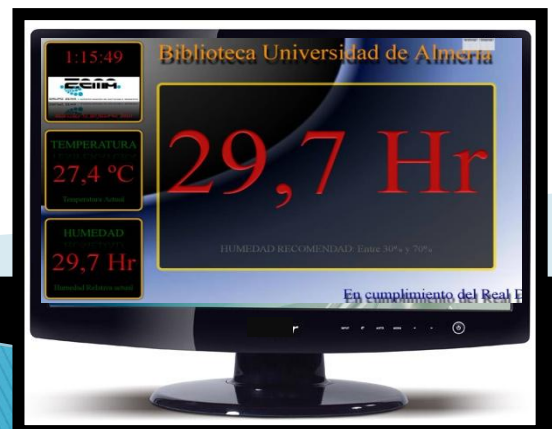 Biblioteca Universidad de Almería
1:15:49
TEMPERATURA
27,4 ºC
Temperatura Actual
HUMEDAD
29,7 Hr
Humedad Relativa actual
29,7 Hr
HUMEDAD RECOMENDAD: Entre 30% y 70%
En cumplimiento del Real